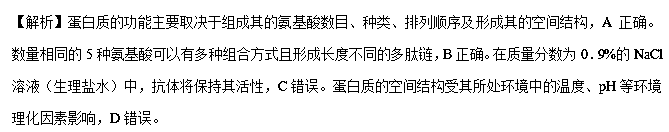 【解析】蛋白质的功能主要取决于组成其的氨基酸数目、种类、排列顺序及形成其的空间结构，A 正确。
数量相同的 5 种氨基酸可以有多种组合方式且形成长度不同的多肽链，B 正确。在质量分数为 0．9%的 NaCl
溶液（生理盐水）中，抗体将保持其活性，C 错误。蛋白质的空间结构受其所处环境中的温度、pH 等环境
理化因素影响，D 错误。